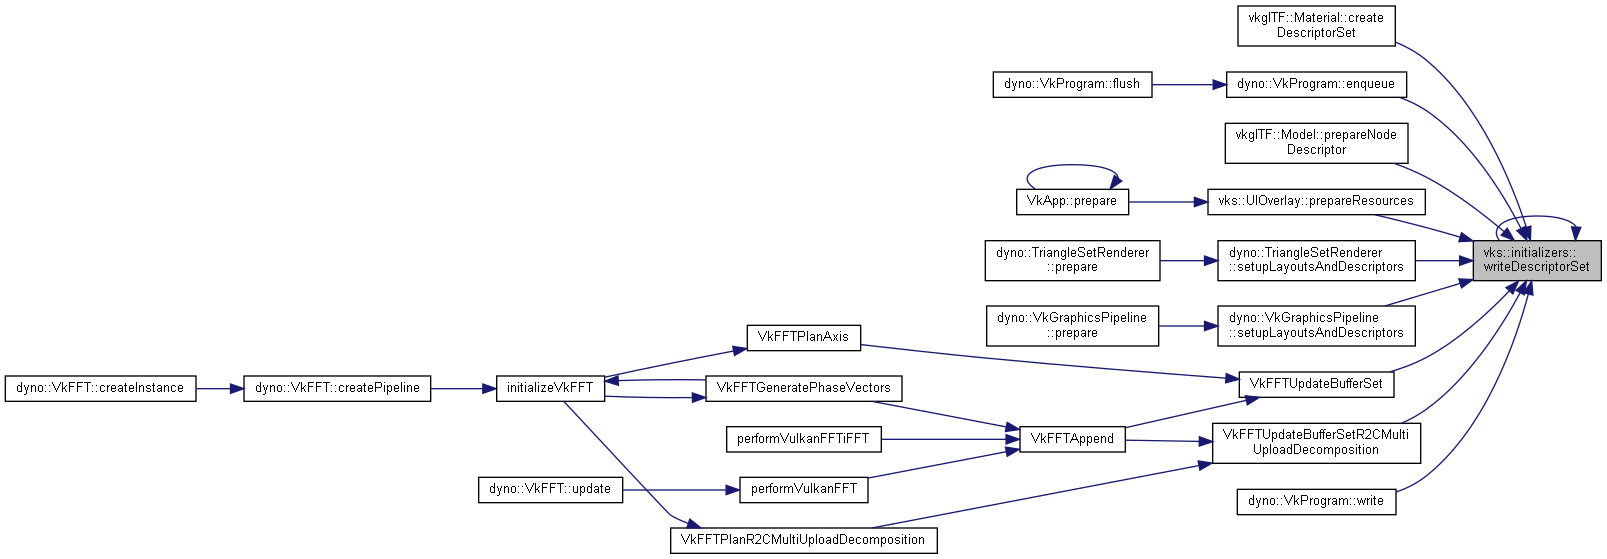 vkglTF::Material::create
DescriptorSet
dyno::VkProgram::flush
dyno::VkProgram::enqueue
vkglTF::Model::prepareNode
Descriptor
VkApp::prepare
vks::UIOverlay::prepareResources
dyno::TriangleSetRenderer
::prepare
dyno::TriangleSetRenderer
::setupLayoutsAndDescriptors
vks::initializers::
writeDescriptorSet
dyno::VkGraphicsPipeline
::prepare
dyno::VkGraphicsPipeline
::setupLayoutsAndDescriptors
VkFFTPlanAxis
dyno::VkFFT::createInstance
dyno::VkFFT::createPipeline
initializeVkFFT
VkFFTGeneratePhaseVectors
VkFFTUpdateBufferSet
performVulkanFFTiFFT
VkFFTAppend
VkFFTUpdateBufferSetR2CMulti
UploadDecomposition
dyno::VkFFT::update
performVulkanFFT
dyno::VkProgram::write
VkFFTPlanR2CMultiUploadDecomposition